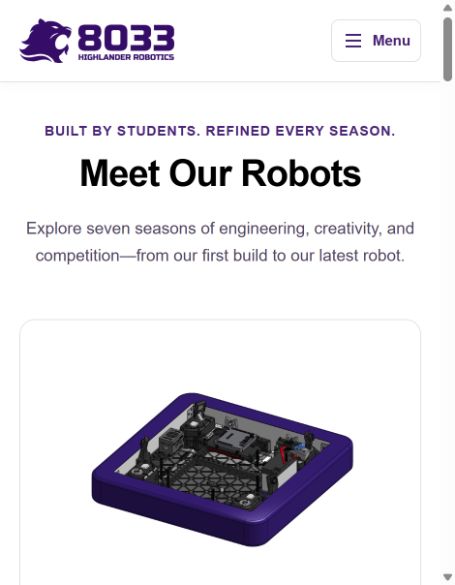 8033
HIGHLANDER ROBOTICS
Menu
BUILT BY STUDENTS. REFINED EVERY SEASON.
Meet Our Robots
Explore seven seasons of engineering, creativity, and
competition—from our first build to our latest robot.